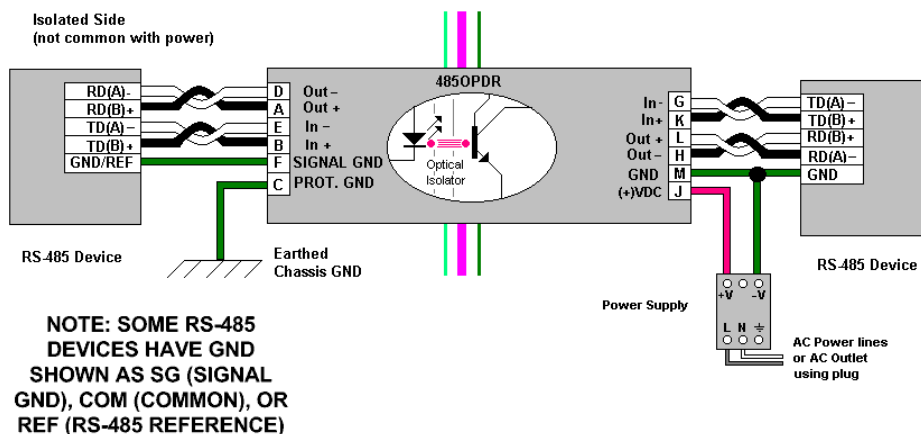 Isolated Side
(not common with power)
485OPDR
RD(A)-
RD(B)+
TD(A)-
TD(B)+
GND/REF
D Out-
A Out +
E In -
B In +
F SIGNAL GND
C PROT. GND
Optical
Isolator
In- G
In+ K
Out + L
Out- H
GND M
(+)VDC J
TD(A)-
TD(B)+
RD(B)+
RD(A)-
GND
RS-485 Device
Earthed
Chassis GND
RS-485 Device
Power Supply
+V -V
L N
AC Power lines
or AC Outlet
using plug
NOTE: SOME RS-485
DEVICES HAVE GND
SHOWN AS SG (SIGNAL
GND), COM (COMMON), OR
REF (RS-485 REFERENCE)